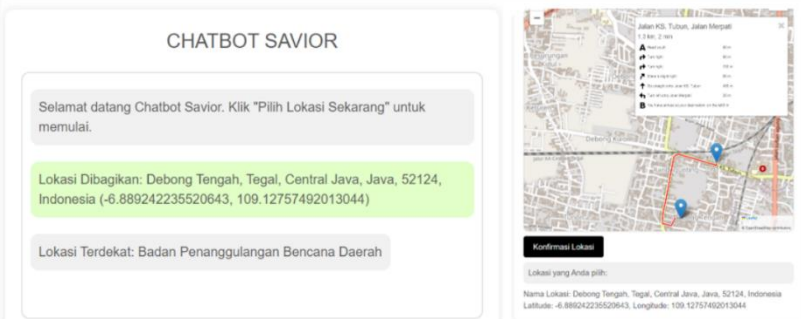 CHATBOT SAVIOR
Selamat datang Chatbot Savior. Klik "Pilih Lokasi Sekarang" untuk
memulai.
Lokasi Dibagikan: Debong Tengah, Tegal, Central Java, Java, 52124,
Indonesia (-6.889242235520643, 109.12757492013044)
Lokasi Terdekat: Badan Penanggulangan Bencana Daerah
Jalan KS. Tubun, Jalan Merpati
1.3 km, 2 min
A
B
Konfirmasi Lokasi
Lokasi yang Anda pilih:
Nama Lokasi: Debong Tengah, Tegal, Central Java, Java, 52124, Indonesia
Latitude: -6.889242235520643, Longitude: 109.12757492013044